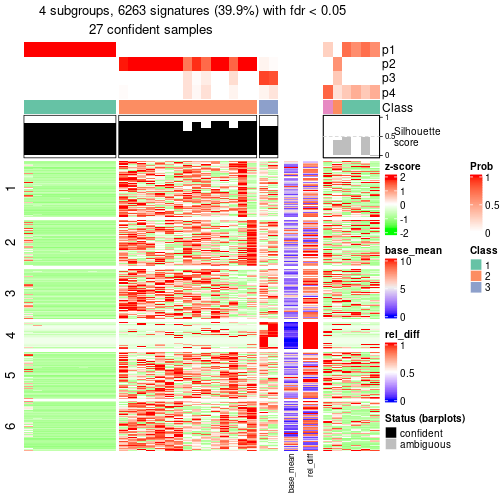 4 subgroups, 6263 signatures (39.9%) with fdr < 0.05
27 confident samples
p1
p2
p3
p4
Class
1
0.5
0
Silhouette
score
1
2
3
4
5
6
base_mean
rel_diff
z-score
2
1
0
-1
-2
Prob
1
0.5
0
base_mean
10
5
0
Class
1
2
3
rel_diff
1
0.5
0
Status (barplots)
confident
ambiguous